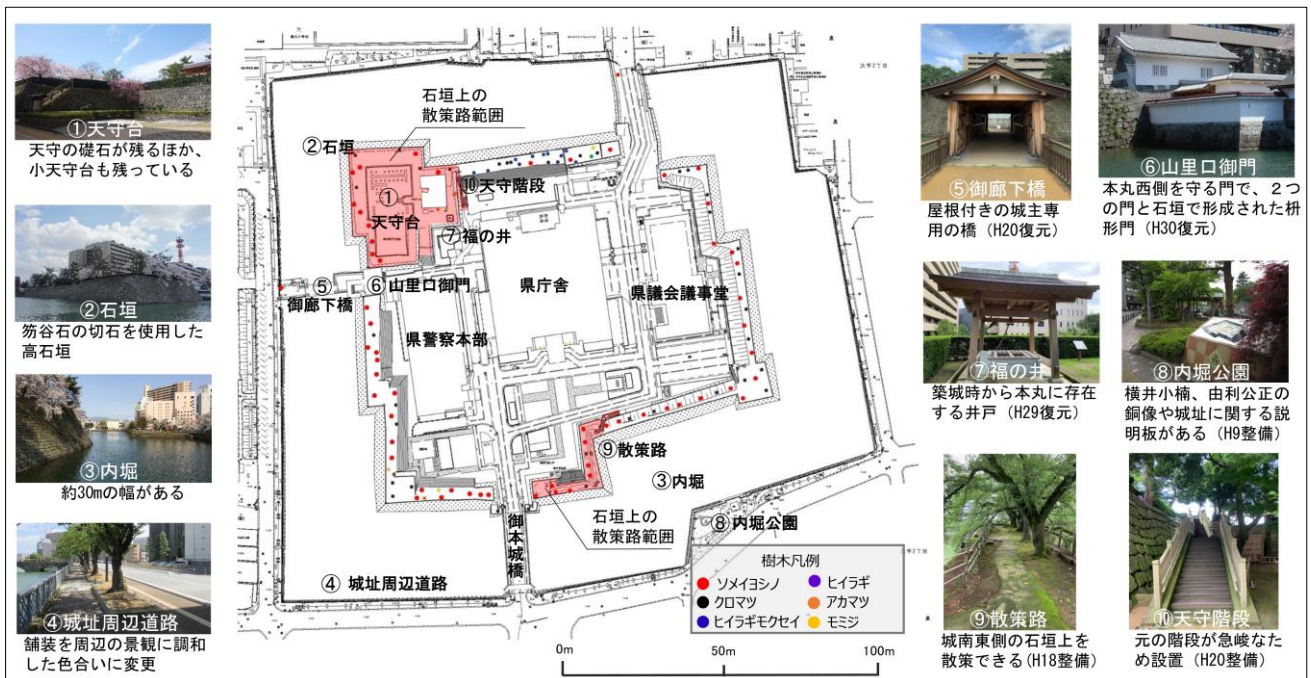 ①天守台
天守の礎石が残るほか、
小天守台も残っている
②石垣
笏谷石の切石を使用した
高石垣
③内堀
約30mの幅がある
④城址周辺道路
舗装を周辺の景観に調和
した色合いに変更
石垣上の
散策路範囲
②石垣
①
天守台
⑩天守階段
⑦福の井
⑤
御廊下橋
⑥山里口御門
県庁舎
県議会議事堂
県警察本部
⑨散策路
③内堀
石垣上の
散策路範囲
御本城橋
⑧内堀公園
④ 城址周辺道路
樹木凡例
ソメイヨシノ
ヒイラギ
クロマツ
アカマツ
ヒイラギモクセイ
モミジ
0m
50m
100m
⑤御廊下橋
屋根付きの城主専
用の橋（H20復元）
⑥山里口御門
本丸西側を守る門で、２つ
の門と石垣で形成された枡
形門（H30復元）
⑦福の井
築城時から本丸に存在
する井戸（H29復元）
⑧内堀公園
横井小楠、由利公正の
銅像や城址に関する説
明板がある（H9整備）
⑨散策路
城南東側の石垣上を
散策できる(H18整備)
⑩天守階段
元の階段が急峻なた
め設置（H20整備）